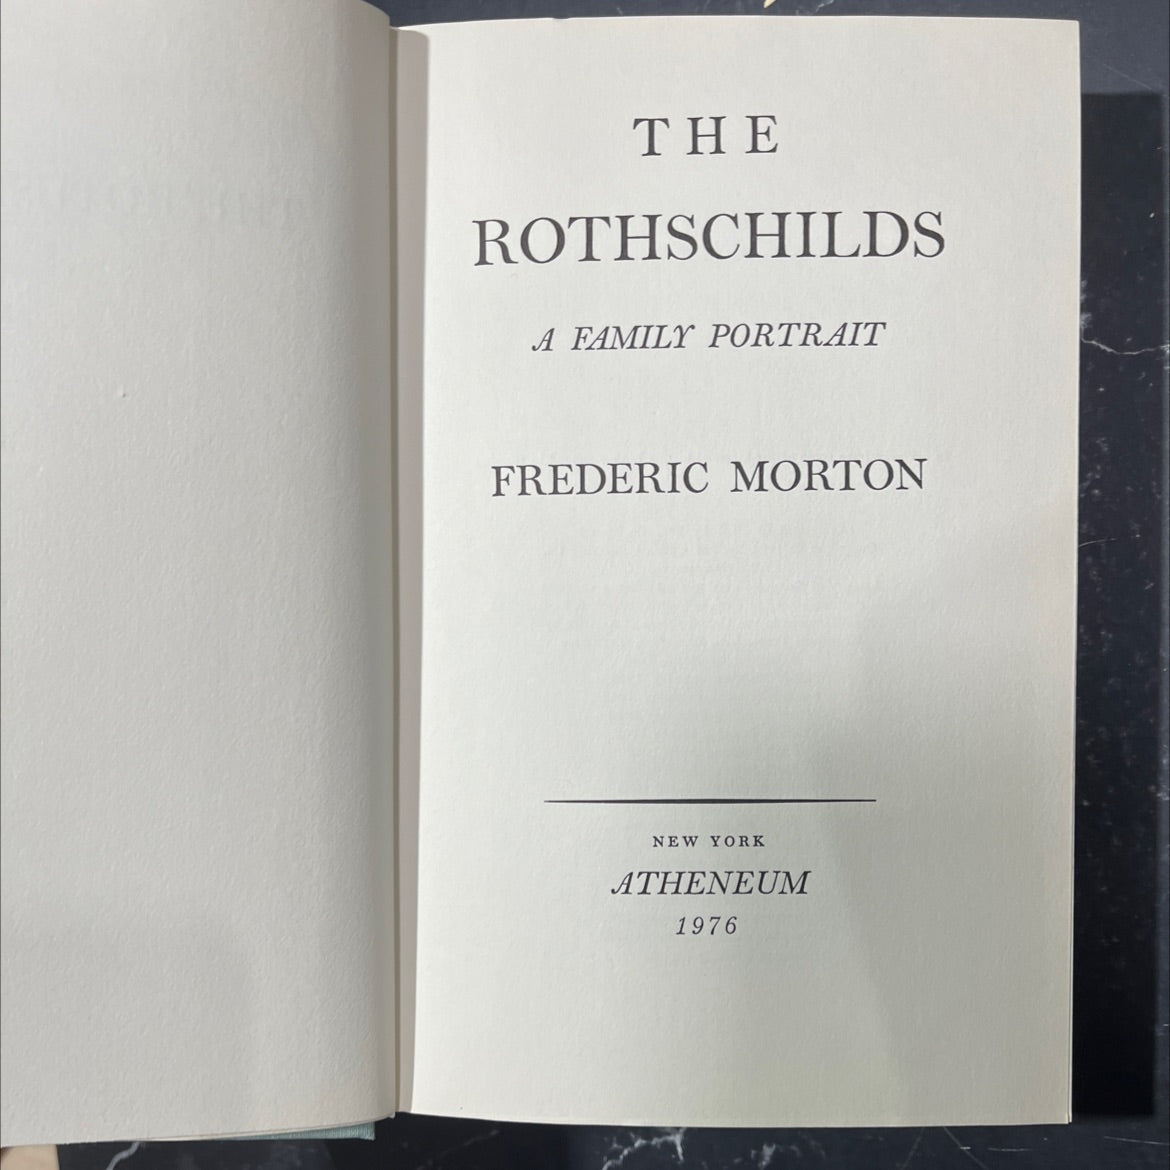 THE
ROTHSCHILDS
A FAMILY PORTRAIT
FREDERIC MORTON
NEW YORK
ATHENEUM
1976